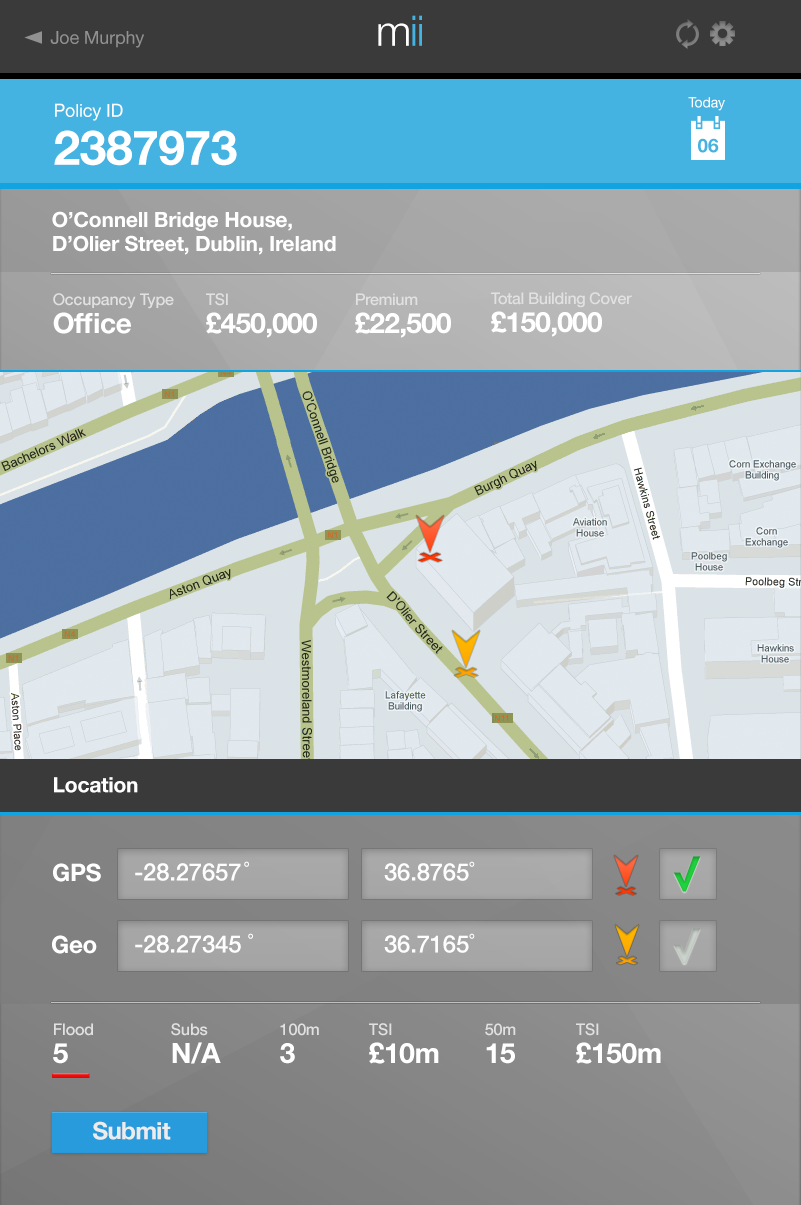 Joe Murphy
mii
Policy ID
2387973
Today
06
O'Connell Bridge House,
D'Olier Street, Dublin, Ireland
Occupancy Type
TSI
Premium
Total Building Cover
Office
£450,000
£22,500
£150,000
O'Connell Bridge
Bachelors Walk
Burgh Quay
Hawkins Street
Corn Exchange
Building
Aviation
House
Corn
Exchange
Poolbeg
House
Poolbeg Str
Aston Quay
D'Olier Street
Westmoreland Stree
Hawkins
House
Lafayette
Building
Aston Place
Location
GPS
-28.27657°
36.8765°
Geo
-28.27345 °
36.7165°
Flood
Subs
100m
TSI
50m
TSI
5
N/A
3
£10m
15
£150m
Submit